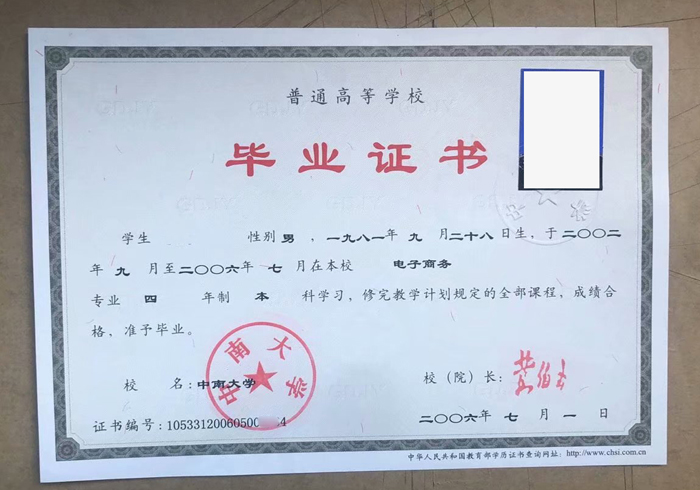 普通高等学校
毕业证书
学生 性别 男 ，一九八一年 九 月二十八日生，于二〇〇二
年 九 月至二〇〇六年 七 月在本校 电子商务
专业 四 年制 本 科学习，修完教学计划规定的全部课程，成绩合
格，准予毕业。
中南大学
校 名：中南大学
校（院）长：黄伯云
证书编号：10533120060500 4
二〇〇六年 七 月 一 日
中华人民共和国教育部学历证书查询网址：http://www.chsi.com.cn